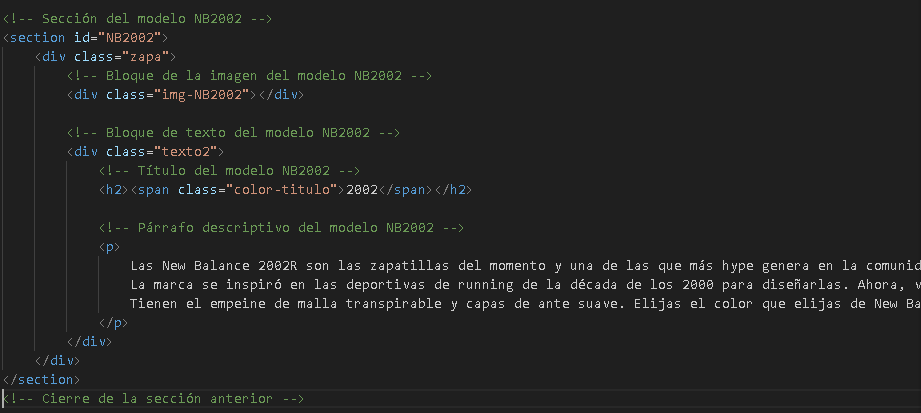 <!-- Sección del modelo NB2002 -->
<section id="NB2002">
<div class="zapa">
<!-- Bloque de la imagen del modelo NB2002 -->
<div class="img-NB2002"></div>
<!-- Bloque de texto del modelo NB2002 -->
<div class="texto2">
<!-- Título del modelo NB2002 -->
<h2><span class="color-titulo">2002</span></h2>
<!-- Párrafo descriptivo del modelo NB2002 -->
<p>
Las New Balance 2002R son las zapatillas del momento y una de las que más hype genera en la comunid
La marca se inspiró en las deportivas de running de la década de los 2000 para diseñarlas. Ahora, v
Tienen el empeine de malla transpirable y capas de ante suave. Elijas el color que elijas de New Ba
</p>
</div>
</div>
</section>
<!-- Cierre de la sección anterior -->